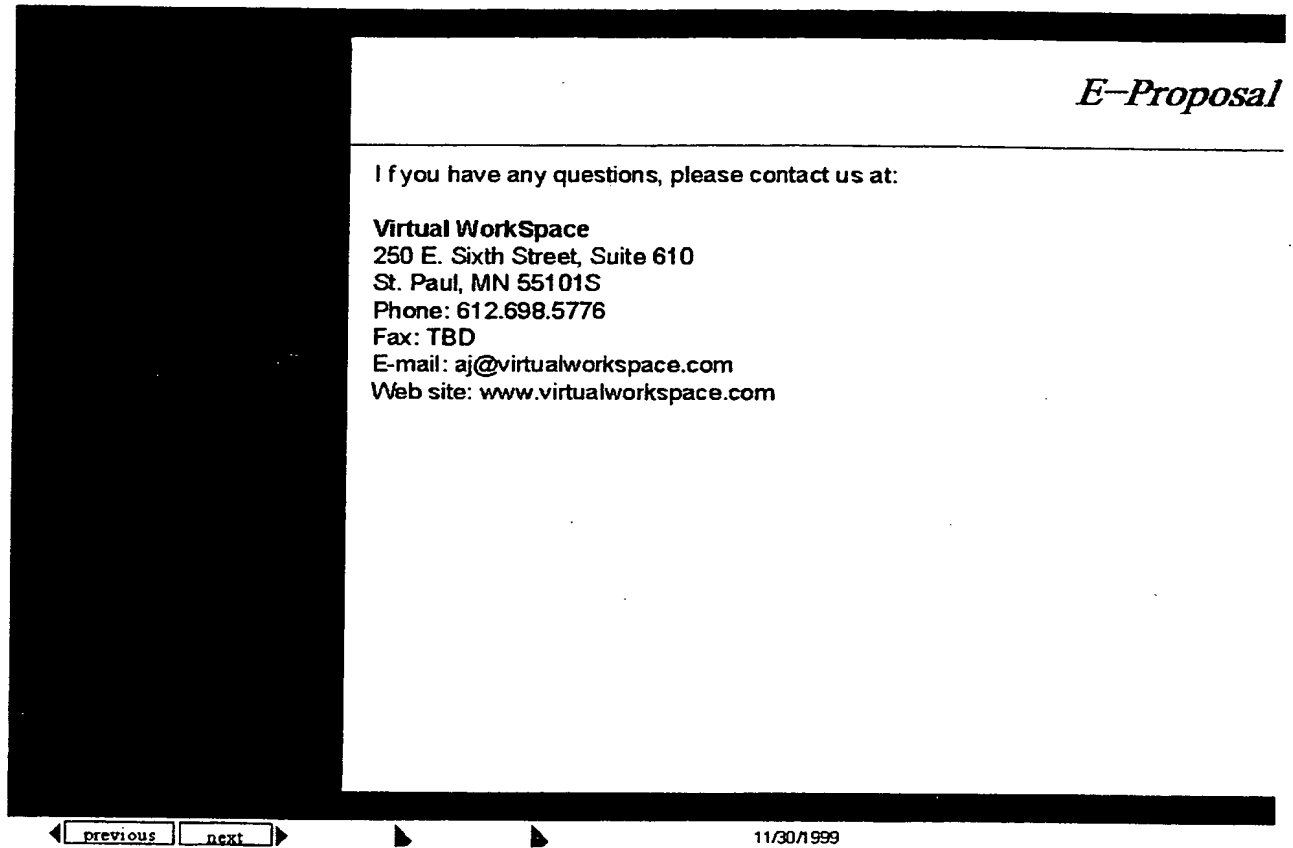 E-Proposal
I f you have any questions, please contact us at:
Virtual WorkSpace
250 E. Sixth Street, Suite 610
St. Paul, MN 55101S
Phone: 612.698.5776
Fax: TBD
E-mail: aj@virtualworkspace.com
Web site: www.virtualworkspace.com
previous next 11/30/1999